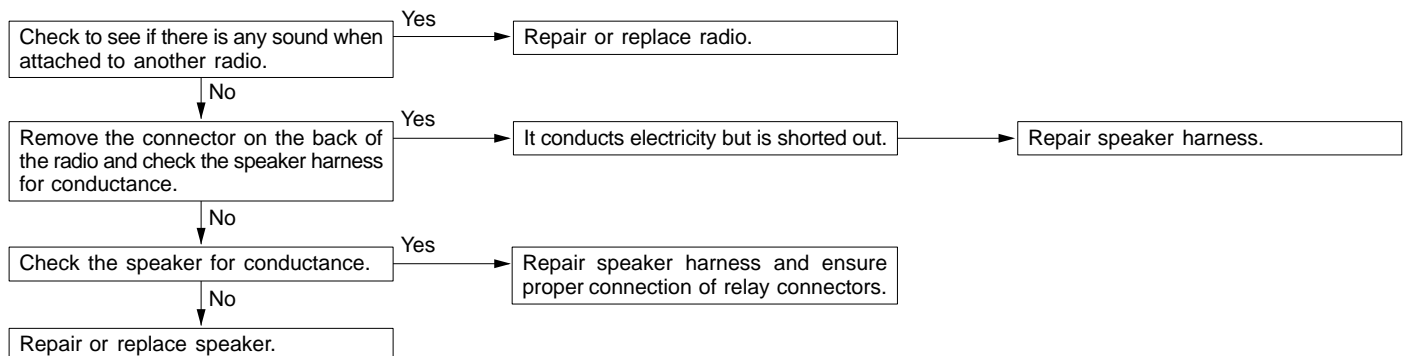 Check to see if there is any sound when
attached to another radio.
Yes
Repair or replace radio.
No
Remove the connector on the back of
the radio and check the speaker harness
for conductance.
Yes
It conducts electricity but is shorted out.
Repair speaker harness.
No
Check the speaker for conductance.
Yes
Repair speaker harness and ensure
proper connection of relay connectors.
No
Repair or replace speaker.